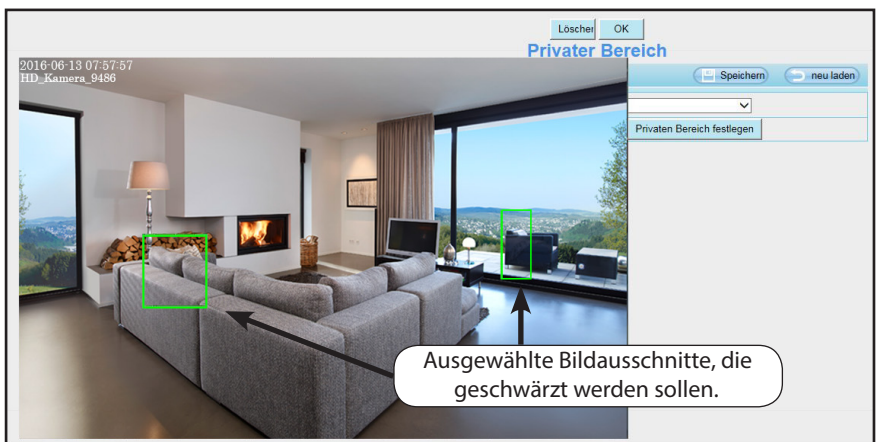 Löschen OK
Privater Bereich
2016-06-13 07:57:57
HD_Kamera_9486
Speichern neu laden
Privaten Bereich festlegen
Ausgewählte Bildausschnitte, die
geschwärzt werden sollen.